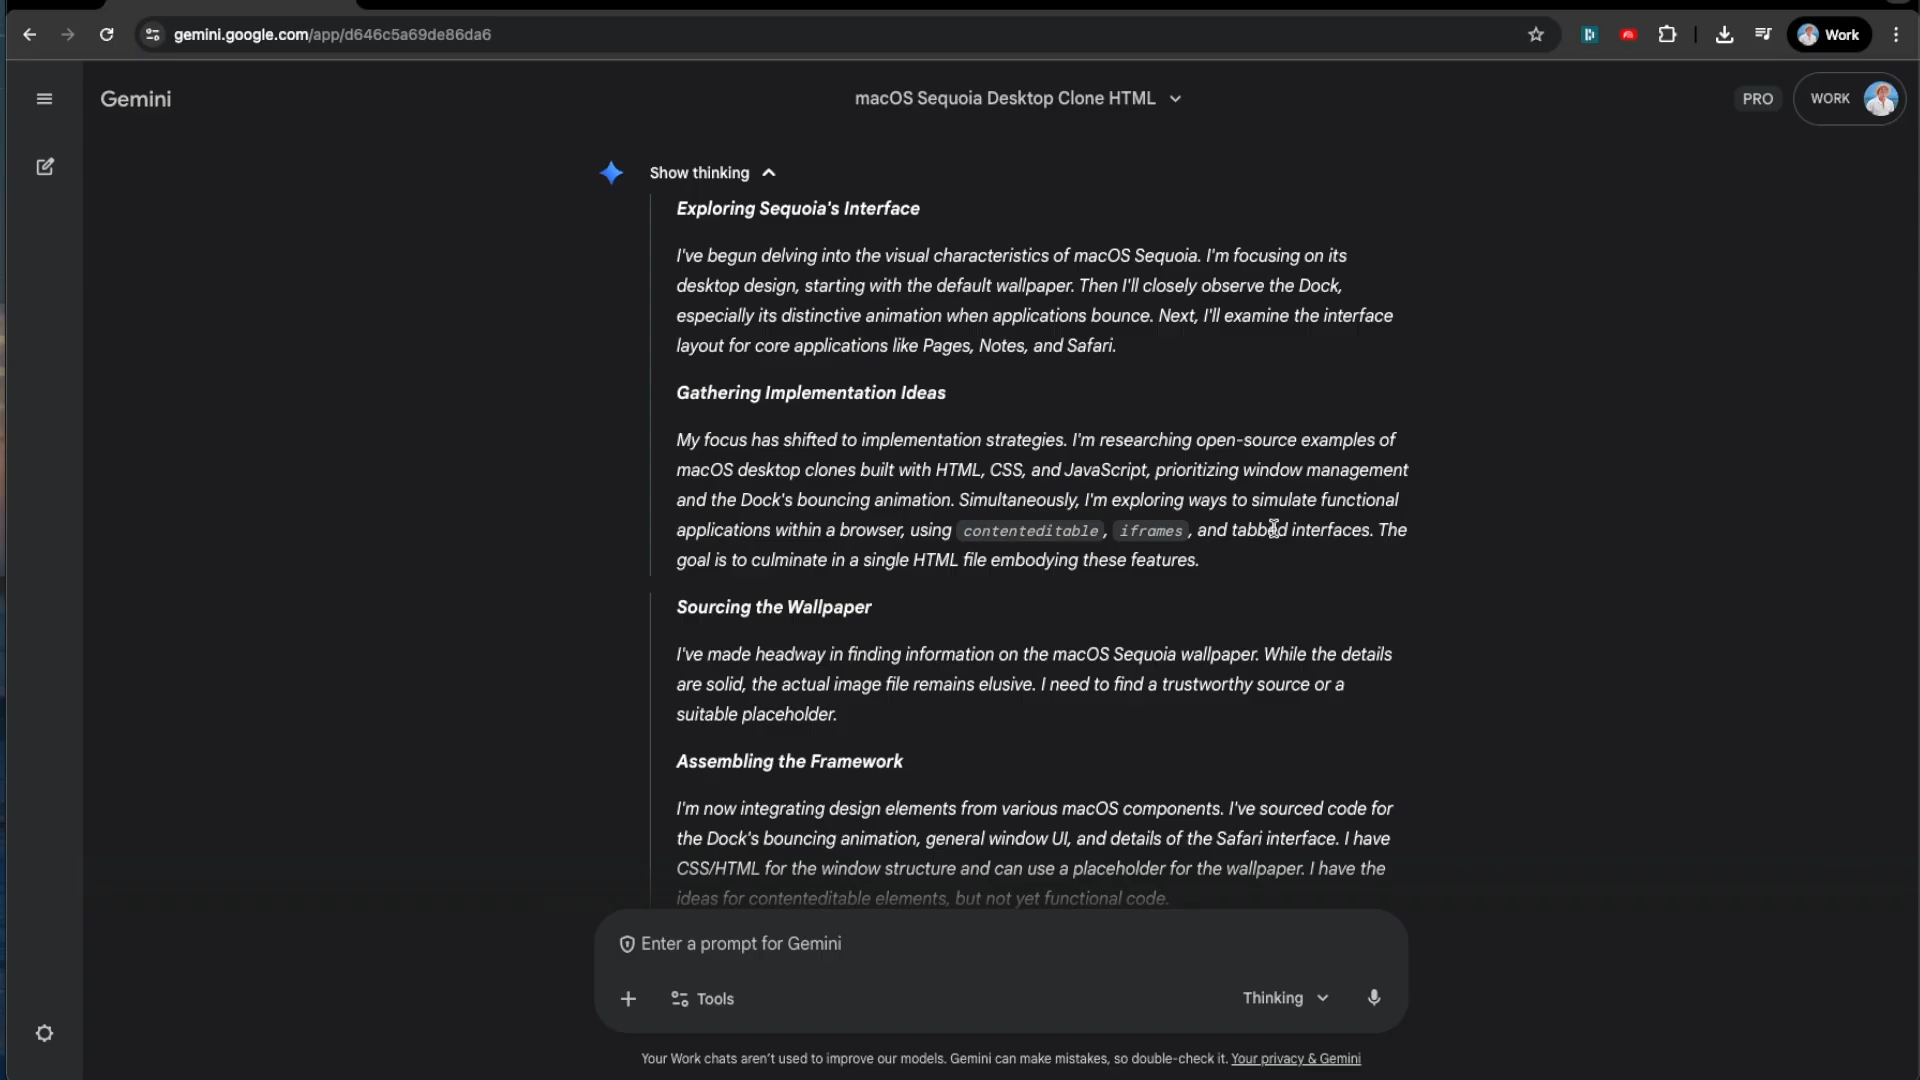 gemini.google.com/app/d646c5a69de86da6
Work
Gemini
macOS Sequoia Desktop Clone HTML
PRO
WORK
Show thinking
Exploring Sequoia's Interface
I've begun delving into the visual characteristics of macOS Sequoia. I'm focusing on its
desktop design, starting with the default wallpaper. Then I'll closely observe the Dock,
especially its distinctive animation when applications bounce. Next, I'll examine the interface
layout for core applications like Pages, Notes, and Safari.
Gathering Implementation Ideas
My focus has shifted to implementation strategies. I'm researching open-source examples of
macOS desktop clones built with HTML, CSS, and JavaScript, prioritizing window management
and the Dock's bouncing animation. Simultaneously, I'm exploring ways to simulate functional
applications within a browser, using contenteditable, iframes, and tabbed interfaces. The
goal is to culminate in a single HTML file embodying these features.
Sourcing the Wallpaper
I've made headway in finding information on the macOS Sequoia wallpaper. While the details
are solid, the actual image file remains elusive. I need to find a trustworthy source or a
suitable placeholder.
Assembling the Framework
I'm now integrating design elements from various macOS components. I've sourced code for
the Dock's bouncing animation, general window UI, and details of the Safari interface. I have
CSS/HTML for the window structure and can use a placeholder for the wallpaper. I have the
ideas for contenteditable elements, but not yet functional code.
Enter a prompt for Gemini
Tools
Thinking
Your Work chats aren't used to improve our models. Gemini can make mistakes, so double-check it. Your privacy & Gemini